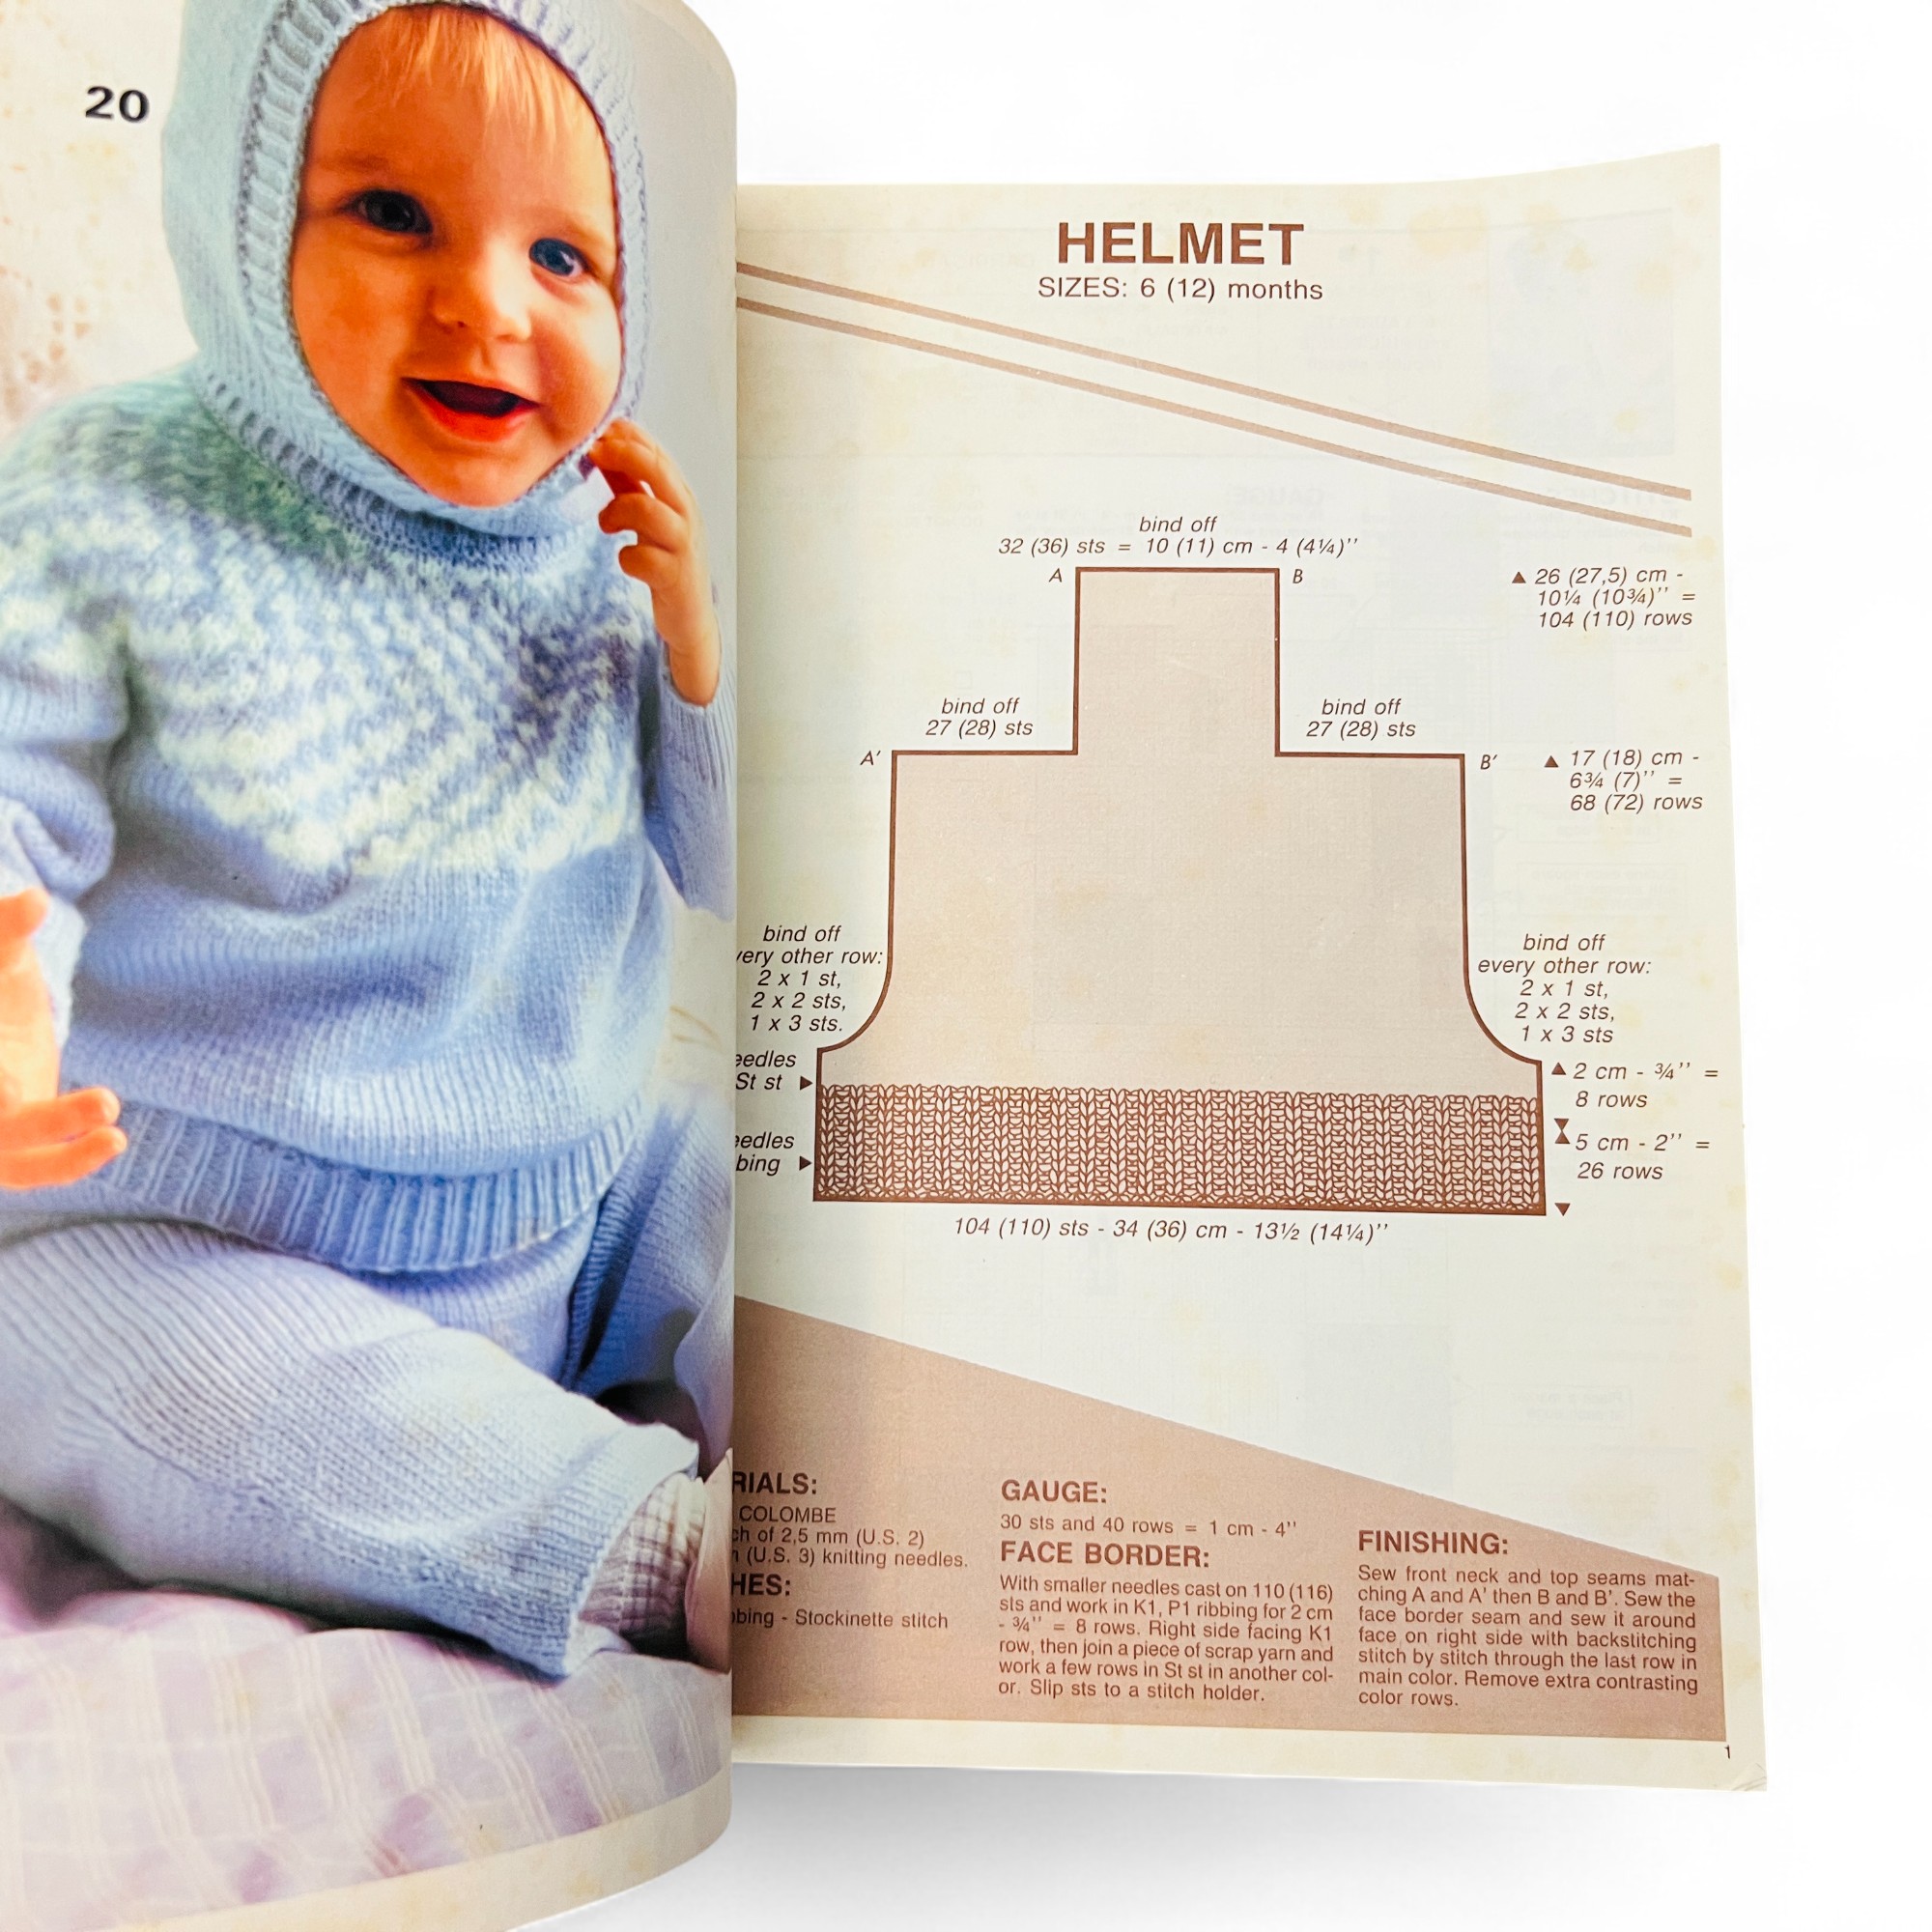 20
HELMET
SIZES: 6 (12) months
bind off
32 (36) sts = 10 (11) cm - 4 (4¼)''
A
B
▲ 26 (27,5) cm -
10¼ (10¾)'' =
104 (110) rows
bind off
27 (28) sts
bind off
27 (28) sts
A'
B'
▲ 17 (18) cm -
6¾ (7)'' =
68 (72) rows
bind off
very other row:
2 x 1 st,
2 x 2 sts,
1 x 3 sts.
bind off
every other row:
2 x 1 st,
2 x 2 sts,
1 x 3 sts
eedles
St st ▶
▲ 2 cm - ¾'' =
8 rows
eedles
bing ▶
5 cm - 2'' =
26 rows
104 (110) sts - 34 (36) cm - 13½ (14¼)''
RIALS:
COLOMBE
ch of 2,5 mm (U.S. 2)
(U.S. 3) knitting needles.
HES:
bbing - Stockinette stitch
GAUGE:
30 sts and 40 rows = 1 cm - 4''
FACE BORDER:
With smaller needles cast on 110 (116)
sts and work in K1, P1 ribbing for 2 cm
- ¾'' = 8 rows. Right side facing K1
row, then join a piece of scrap yarn and
work a few rows in St st in another col-
or. Slip sts to a stitch holder.
FINISHING:
Sew front neck and top seams mat-
ching A and A' then B and B'. Sew the
face border seam and sew it around
face on right side with backstitching
stitch by stitch through the last row in
main color. Remove extra contrasting
color rows.
1